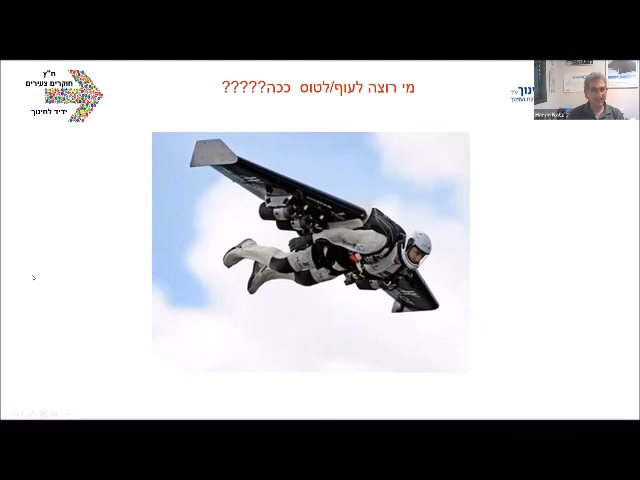 ח"ץ
חוקרים צעירים
ידיד לחינוך
מי רוצה לעוף/לטוס ככה?????